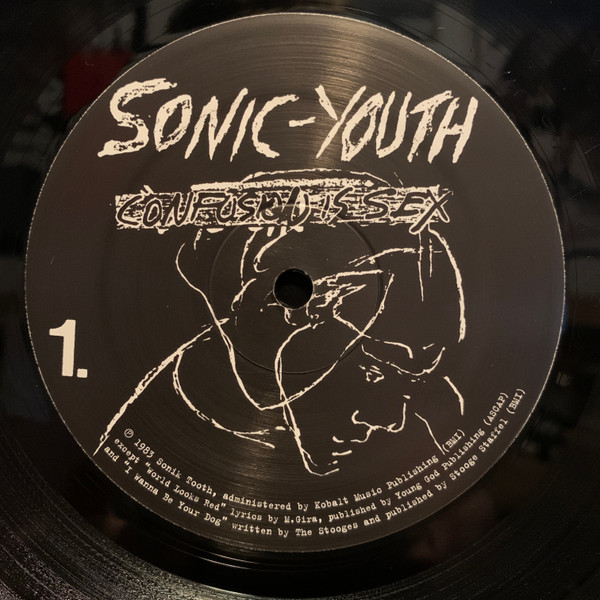 SONIC-YOUTH
CONFUSION IS SEX
1.
℗ 1983 Sonik Tooth, administered by Kobalt Music Publishing (BMI)
except "World Looks Red" lyrics by M.Gira, published by Young God Publishing (ASCAP)
and "I Wanna Be Your Dog" written by The Stooges and published by Stooge Staffel (BMI)